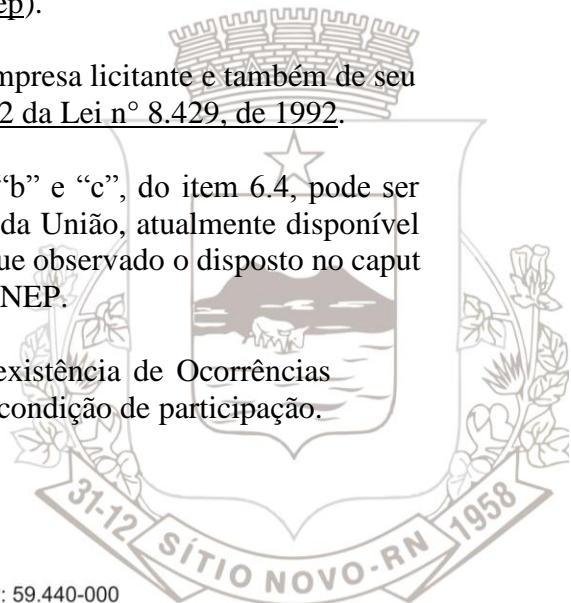 ep).
mpresa licitante e também de seu
2 da Lei n° 8.429, de 1992.
“b” e “c”, do item 6.4, pode ser
da União, atualmente disponível
ue observado o disposto no caput
NEP.
existência de Ocorrências
condição de participação.
31-12 SÍTIO NOVO-RN 1958
: 59.440-000